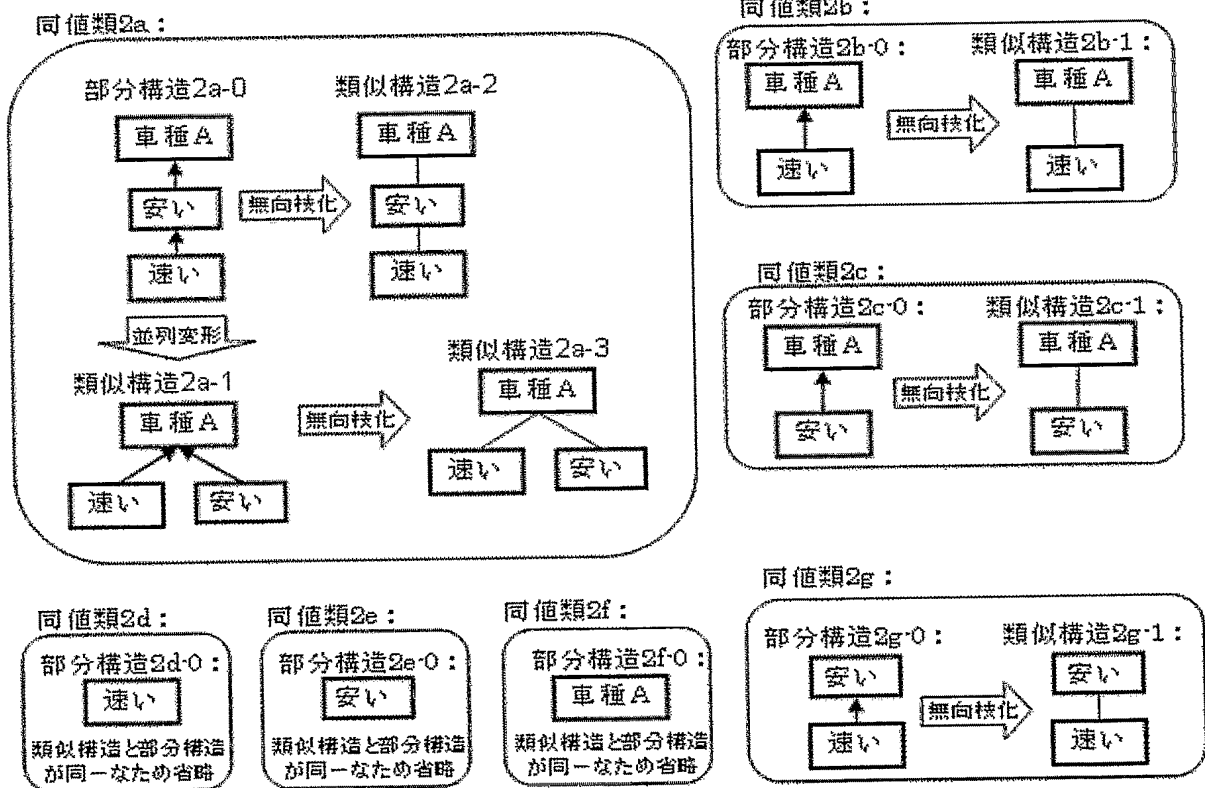 同値類2a:
部分構造2a-0
類似構造2a-2
車種A
車種A
安い
無向枝化
安い
速い
速い
並列変形
類似構造2a-1
類似構造2a-3
車種A
無向枝化
車種A
速い
安い
速い
安い
同値類2b:
部分構造2b-0:
類似構造2b-1:
車種A
無向枝化
車種A
速い
速い
同値類2c:
部分構造2c-0:
類似構造2c-1:
車種A
無向枝化
車種A
安い
安い
同値類2d:
部分構造2d-0:
速い
類似構造と部分構造
が同一なため省略
同値類2e:
部分構造2e-0:
安い
類似構造と部分構造
が同一なため省略
同値類2f:
部分構造2f-0:
車種A
類似構造と部分構造
が同一なため省略
同値類2g:
部分構造2g-0:
類似構造2g-1:
安い
無向枝化
安い
速い
速い